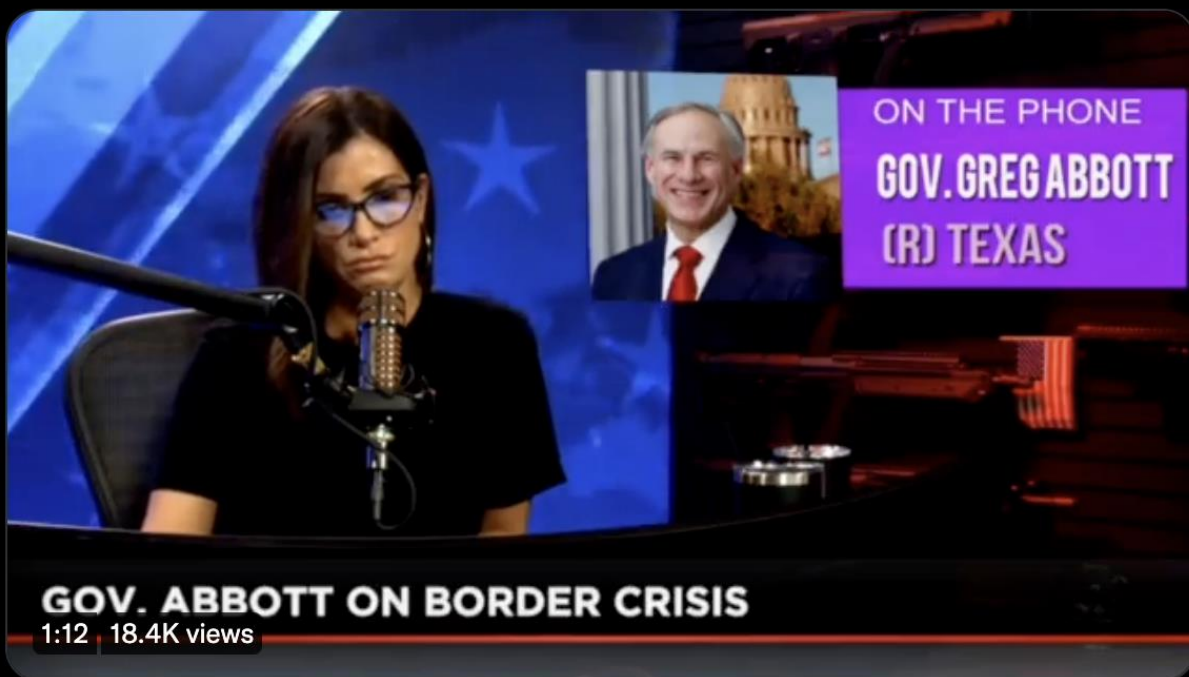 ON THE PHONE
GOV. GREG ABBOTT
(R) TEXAS
GOV. ABBOTT ON BORDER CRISIS
1:12 18.4K views